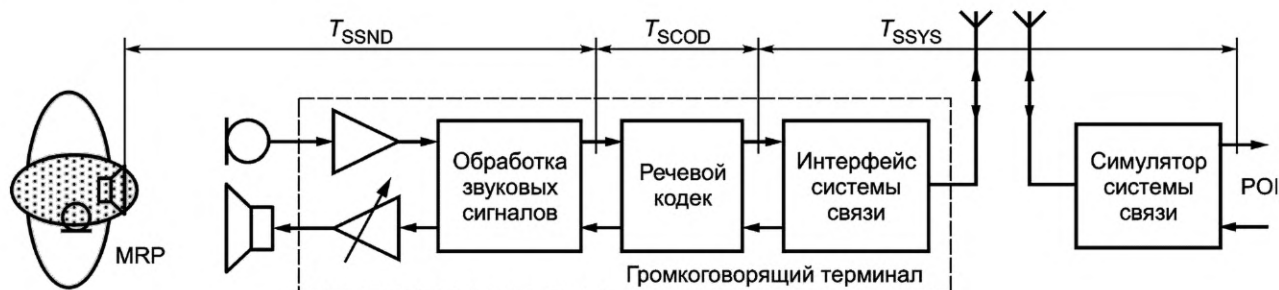 T_SSND
T_SCOD
T_SSYS
Обработка
звуковых
сигналов
Речевой
кодек
Интерфейс
системы
связи
Симулятор
системы
связи
POI
MRP
Громкоговорящий терминал